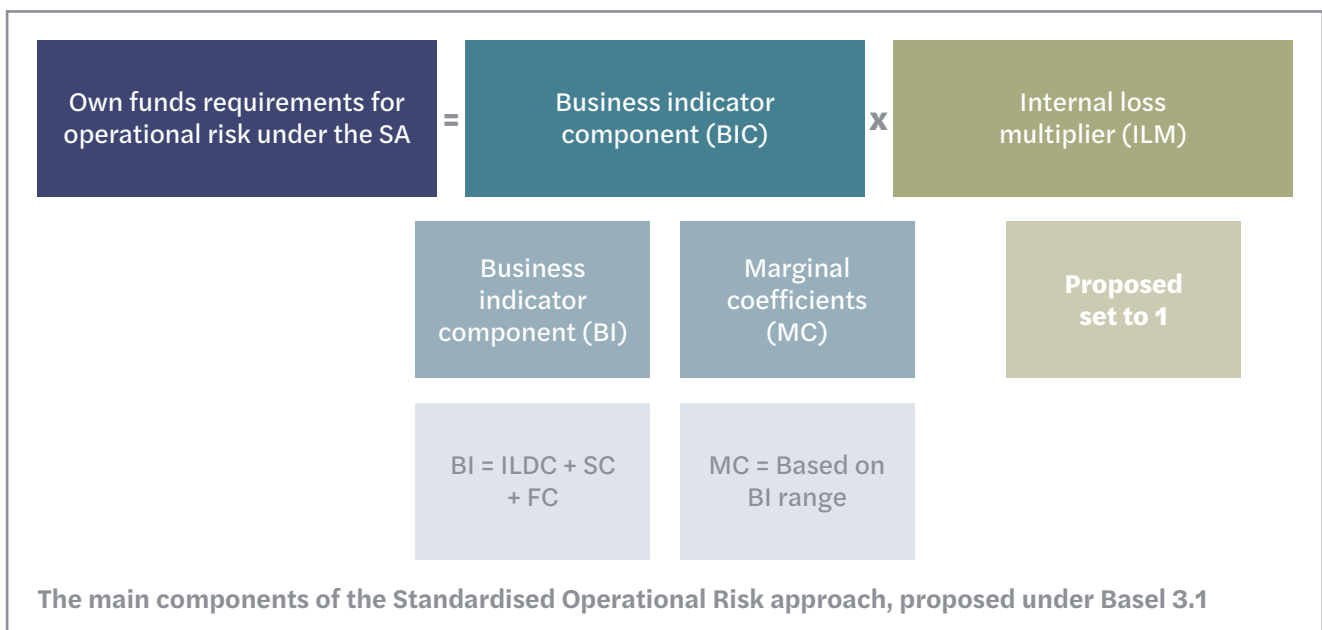 Own funds requirements for
operational risk under the SA
=
Business indicator
component (BIC)
x
Internal loss
multiplier (ILM)
Business
indicator
component (BI)
Marginal
coefficients
(MC)
Proposed
set to 1
BI = ILDC + SC
+ FC
MC = Based on
BI range
The main components of the Standardised Operational Risk approach, proposed under Basel 3.1